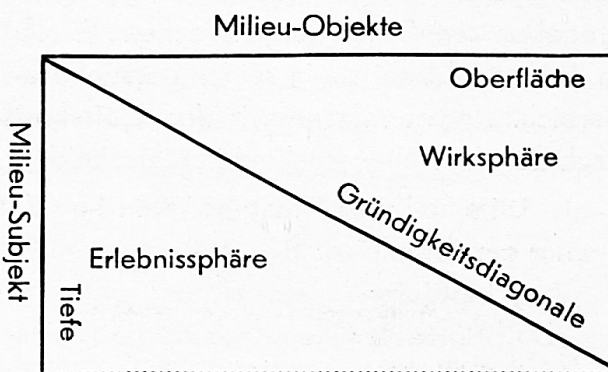 Milieu-Objekte
Oberfläche
Wirksphäre
Gründigkeitsdiagonale
Milieu-Subjekt
Erlebnissphäre
Tiefe